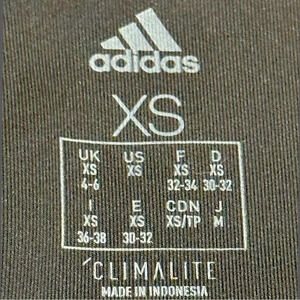 adidas
XS
UK US F D
XS XS XS XS
4-6 32-34 30-32
I E CDN J
XS XS XS/TP M
36-38 30-32
CLIMALITE
MADE IN INDONESIA